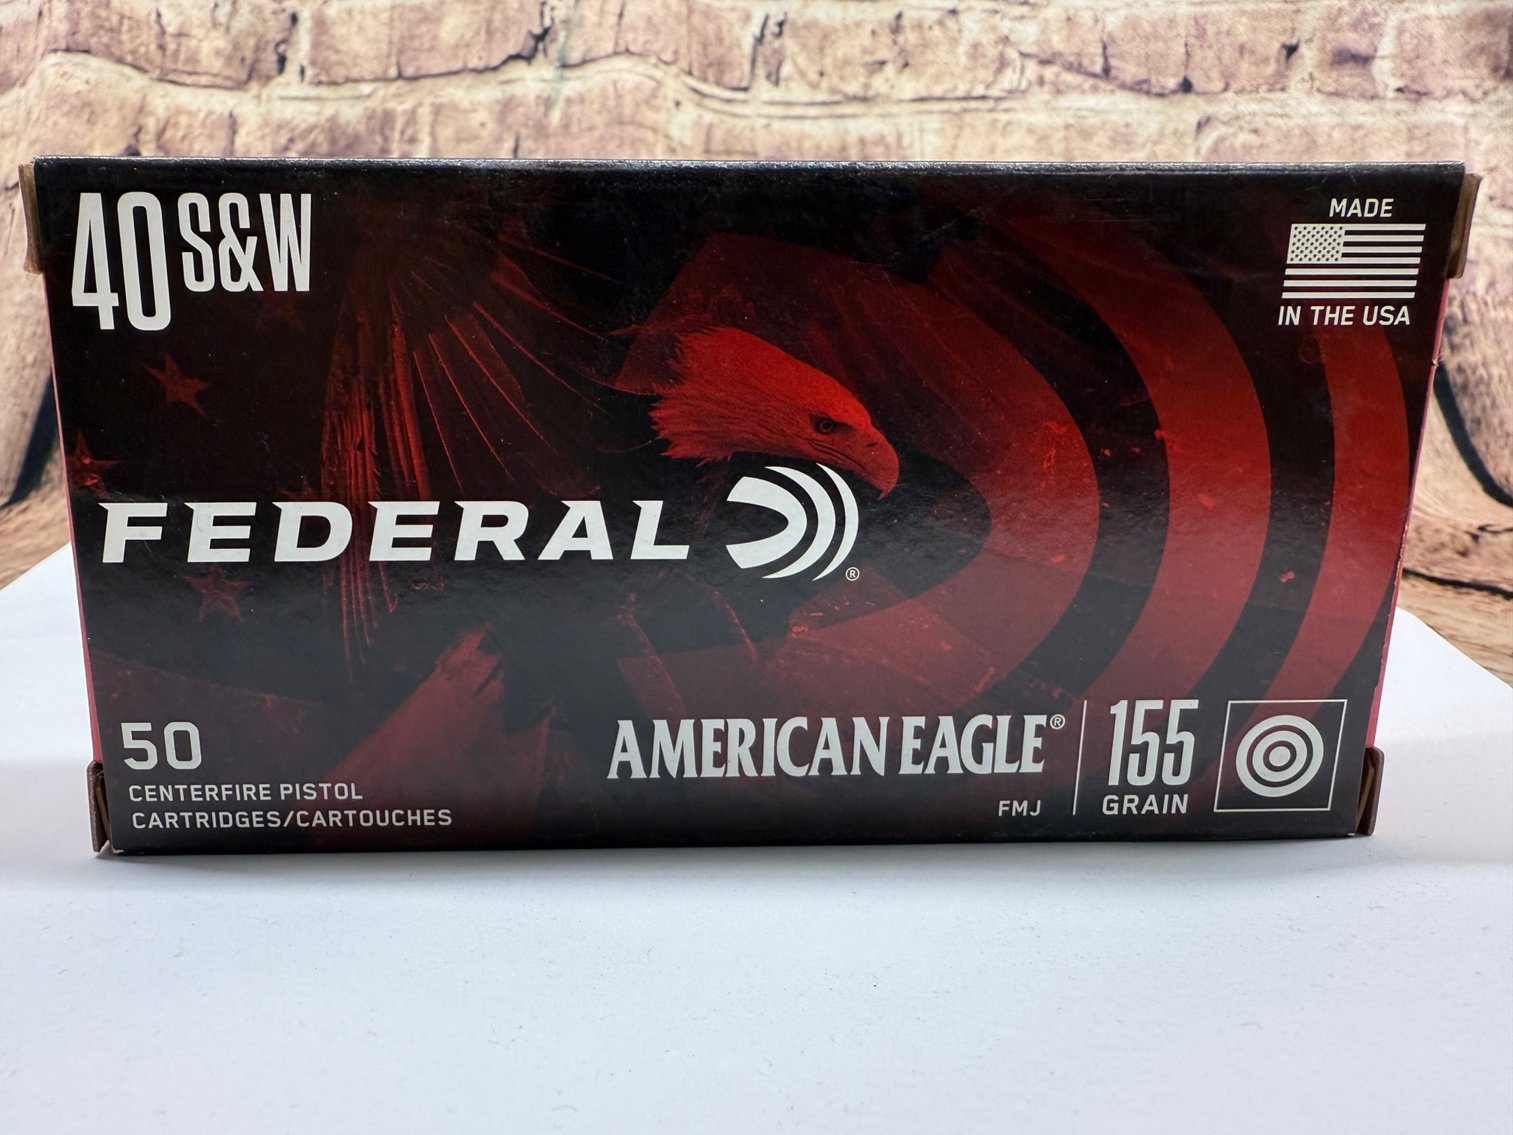 40 S&W
MADE
IN THE USA
FEDERAL ®
50
CENTERFIRE PISTOL
CARTRIDGES/CARTOUCHES
AMERICAN EAGLE®
FMJ
155
GRAIN